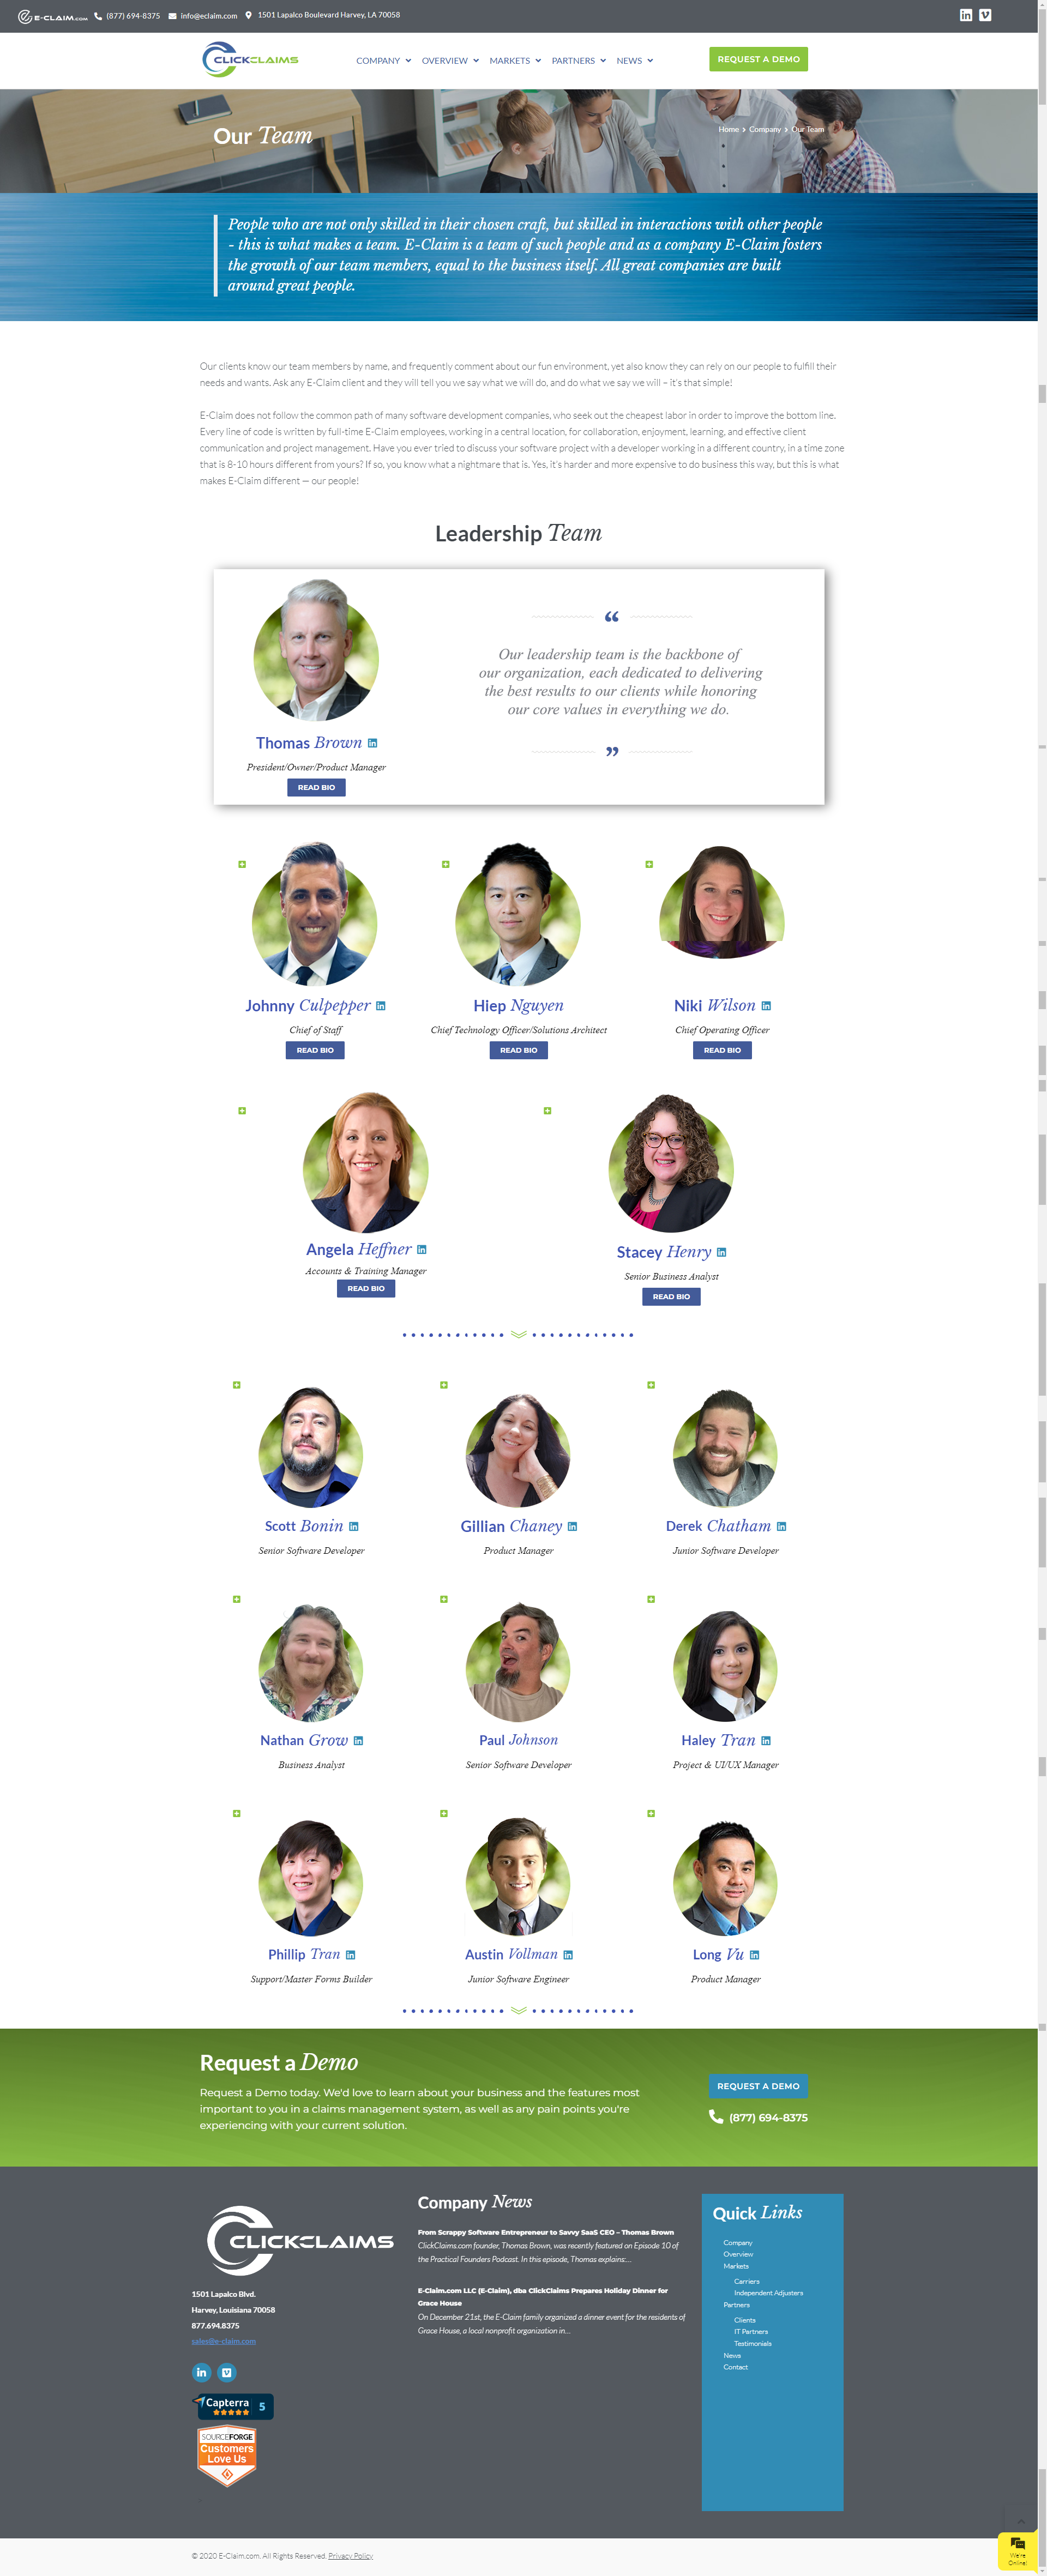 E-CLAIM.COM
(877) 694-8375
info@eclaim.com
1501 Lapalco Boulevard Harvey, LA 70058
CLICKCLAIMS
COMPANY
OVERVIEW
MARKETS
PARTNERS
NEWS
REQUEST A DEMO
Our Team
Home > Company > Our Team
People who are not only skilled in their chosen craft, but skilled in interactions with other people
- this is what makes a team. E-Claim is a team of such people and as a company E-Claim fosters
the growth of our team members, equal to the business itself. All great companies are built
around great people.
Our clients know our team members by name, and frequently comment about our fun environment, yet also know they can rely on our people to fulfill their
needs and wants. Ask any E-Claim client and they will tell you we say what we will do, and do what we say we will – it's that simple!
E-Claim does not follow the common path of many software development companies, who seek out the cheapest labor in order to improve the bottom line.
Every line of code is written by full-time E-Claim employees, working in a central location, for collaboration, enjoyment, learning, and effective client
communication and project management. Have you ever tried to discuss your software project with a developer working in a different country, in a time zone
that is 8-10 hours different from yours? If so, you know what a nightmare that is. Yes, it's harder and more expensive to do business this way, but this is what
makes E-Claim different — our people!
Leadership Team
“
Our leadership team is the backbone of
our organization, each dedicated to delivering
the best results to our clients while honoring
our core values in everything we do.
”
Thomas Brown
President/Owner/Product Manager
READ BIO
Johnny Culpepper
Chief of Staff
READ BIO
Hiep Nguyen
Chief Technology Officer/Solutions Architect
READ BIO
Niki Wilson
Chief Operating Officer
READ BIO
Angela Heffner
Accounts & Training Manager
READ BIO
Stacey Henry
Senior Business Analyst
READ BIO
Scott Bonin
Senior Software Developer
Gillian Chaney
Product Manager
Derek Chatham
Junior Software Developer
Nathan Grow
Business Analyst
Paul Johnson
Senior Software Developer
Haley Tran
Project & UI/UX Manager
Phillip Tran
Support/Master Forms Builder
Austin Vollman
Junior Software Engineer
Long Vu
Product Manager
Request a Demo
Request a Demo today. We'd love to learn about your business and the features most
important to you in a claims management system, as well as any pain points you're
experiencing with your current solution.
REQUEST A DEMO
(877) 694-8375
CLICKCLAIMS
1501 Lapalco Blvd.
Harvey, Louisiana 70058
877.694.8375
sales@e-claim.com
Capterra 5
SOURCEFORGE
Customers
Love Us
Company News
From Scrappy Software Entrepreneur to Savvy SaaS CEO – Thomas Brown
ClickClaims.com founder, Thomas Brown, was recently featured on Episode 10 of
the Practical Founders Podcast. In this episode, Thomas explains:...
E-Claim.com LLC (E-Claim), dba ClickClaims Prepares Holiday Dinner for
Grace House
On December 21st, the E-Claim family organized a dinner event for the residents of
Grace House, a local nonprofit organization in...
Quick Links
Company
Overview
Markets
Carriers
Independent Adjusters
Partners
Clients
IT Partners
Testimonials
News
Contact
We're
Online!
© 2020 E-Claim.com. All Rights Reserved. Privacy Policy